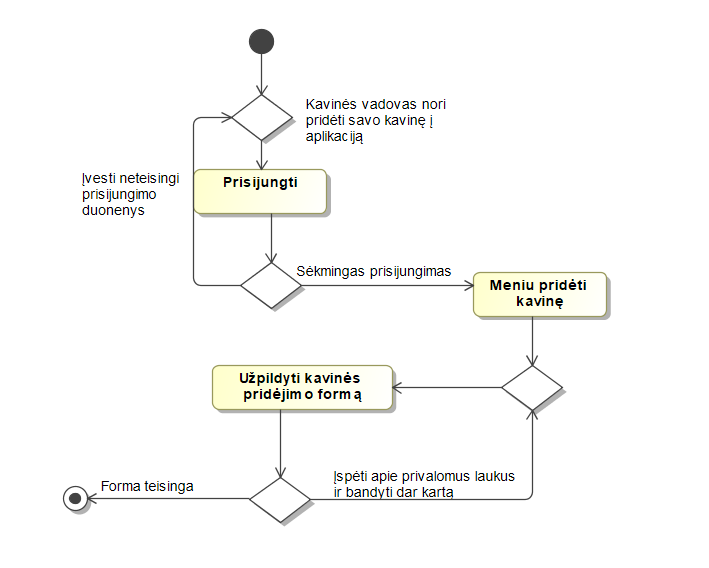 Kavinės vadovas nori
pridėti savo kavinę į
aplikaciją
Įvesti neteisingi
prisijungimo
duonenys
Prisijungti
Sėkmingas prisijungimas
Meniu pridėti
kavinę
Užpildyti kavinės
pridėjimo formą
Forma teisinga
Įspėti apie privalomus laukus
ir bandyti dar kartą